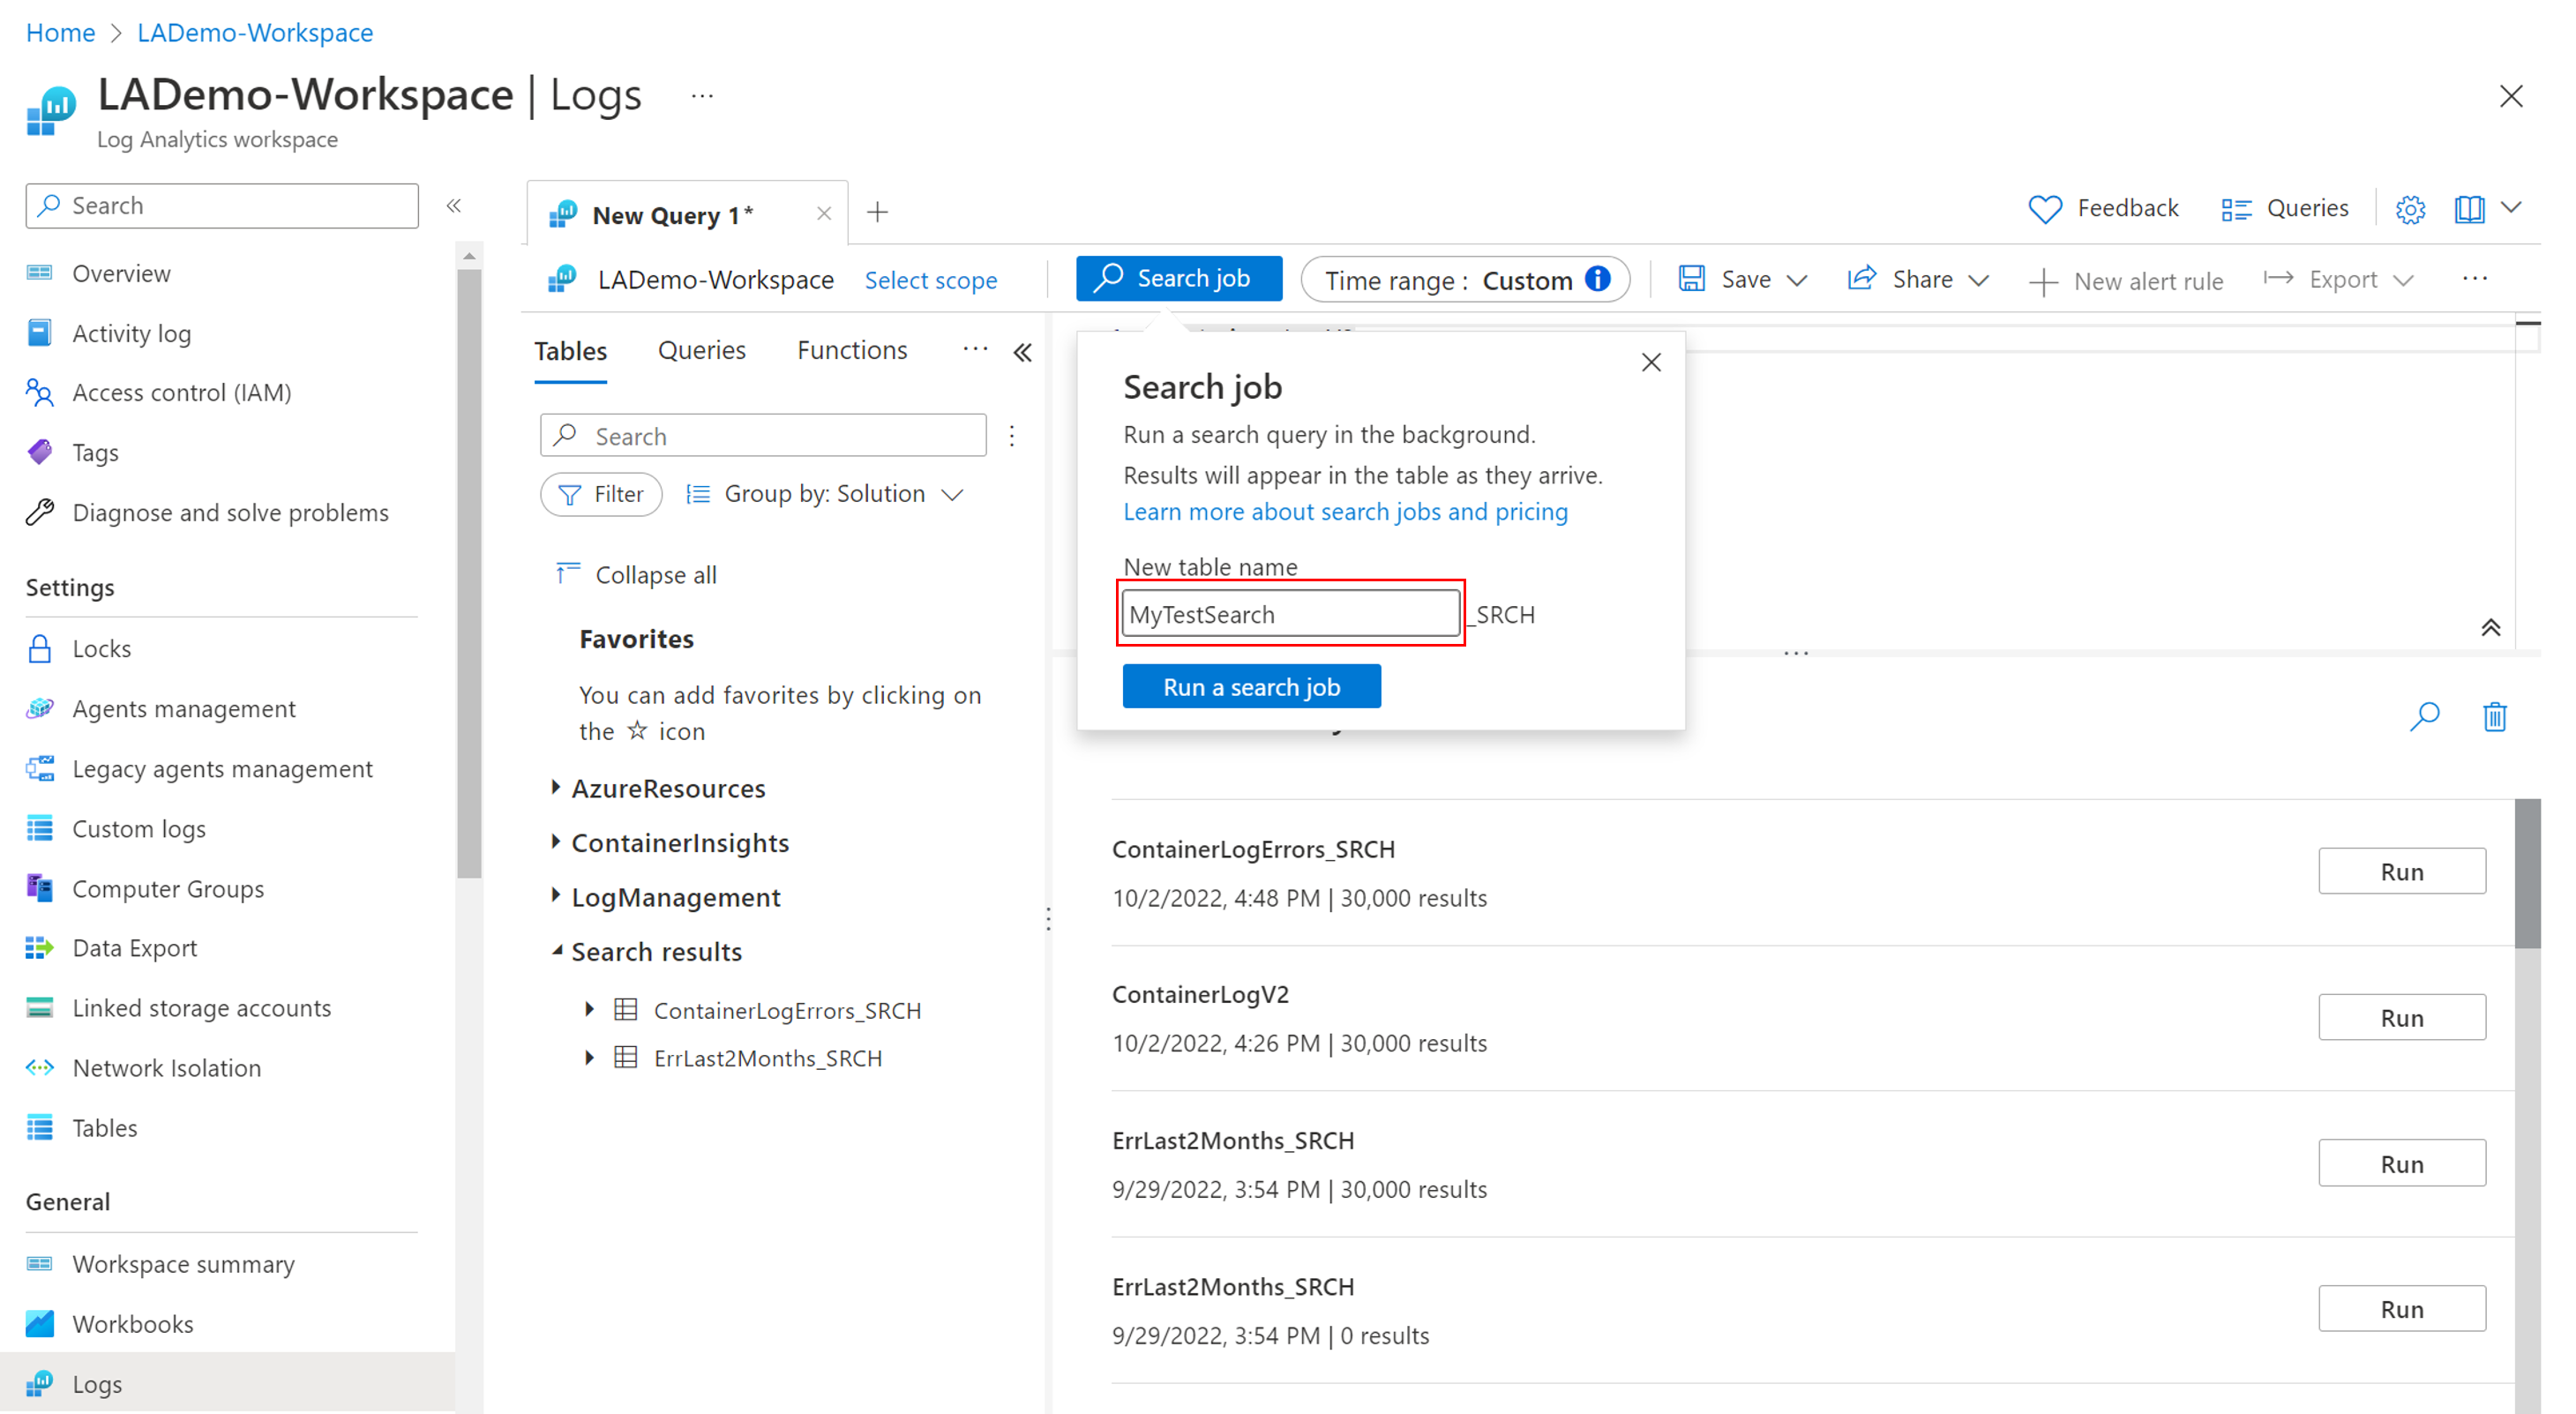 Home > LADemo-Workspace
LADemo-Workspace | Logs ...
Log Analytics workspace
Search
Overview
Activity log
Access control (IAM)
Tags
Diagnose and solve problems
Settings
Locks
Agents management
Legacy agents management
Custom logs
Computer Groups
Data Export
Linked storage accounts
Network Isolation
Tables
General
Workspace summary
Workbooks
Logs
New Query 1*
Feedback
Queries
LADemo-Workspace
Select scope
Search job
Time range : Custom
Save
Share
New alert rule
Export
Tables
Queries
Functions
Search
Filter
Group by: Solution
Collapse all
Favorites
You can add favorites by clicking on
the ☆ icon
AzureResources
ContainerInsights
LogManagement
Search results
ContainerLogErrors_SRCH
ErrLast2Months_SRCH
Search job
Run a search query in the background.
Results will appear in the table as they arrive.
Learn more about search jobs and pricing
New table name
MyTestSearch _SRCH
Run a search job
ContainerLogErrors_SRCH
10/2/2022, 4:48 PM | 30,000 results
Run
ContainerLogV2
10/2/2022, 4:26 PM | 30,000 results
Run
ErrLast2Months_SRCH
9/29/2022, 3:54 PM | 30,000 results
Run
ErrLast2Months_SRCH
9/29/2022, 3:54 PM | 0 results
Run